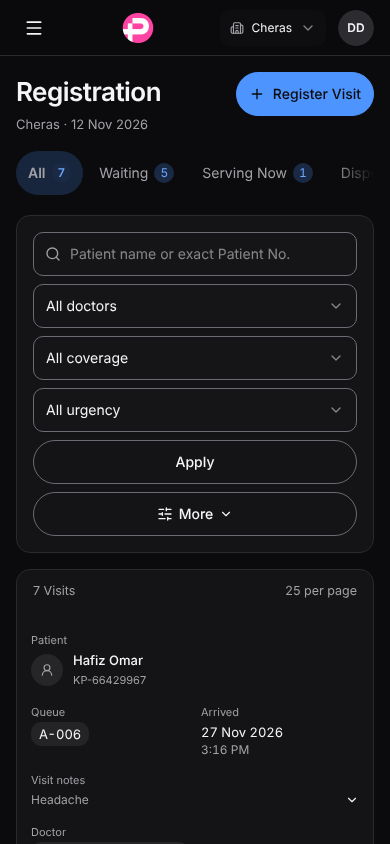 Cheras
DD
Registration
Register Visit
Cheras · 12 Nov 2026
All 7
Waiting 5
Serving Now 1
Disp
Patient name or exact Patient No.
All doctors
All coverage
All urgency
Apply
More
7 Visits
25 per page
Patient
Hafiz Omar
KP-66429967
Queue
Arrived
A-006
27 Nov 2026
3:16 PM
Visit notes
Headache
Doctor